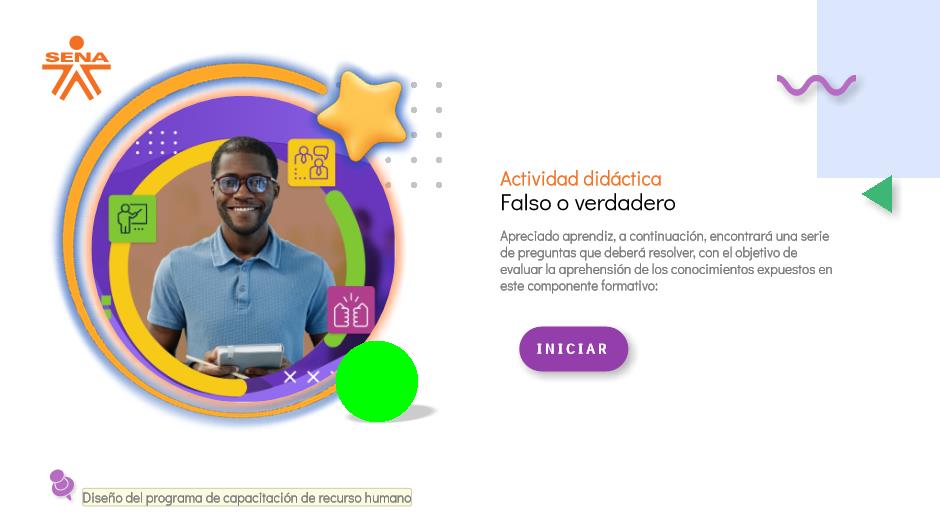 SENA
Actividad didáctica
Falso o verdadero
Apreciado aprendiz, a continuación, encontrará una serie
de preguntas que deberá resolver, con el objetivo de
evaluar la aprehensión de los conocimientos expuestos en
este componente formativo:
INICIAR
Diseño del programa de capacitación de recurso humano